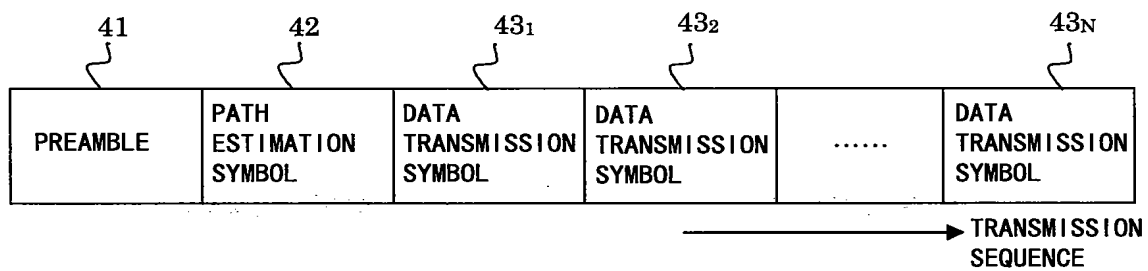 41 42 43₁ 43₂ 43N
PREAMBLE
PATH
ESTIMATION
SYMBOL
DATA
TRANSMISSION
SYMBOL
DATA
TRANSMISSION
SYMBOL
......
DATA
TRANSMISSION
SYMBOL
TRANSMISSION
SEQUENCE